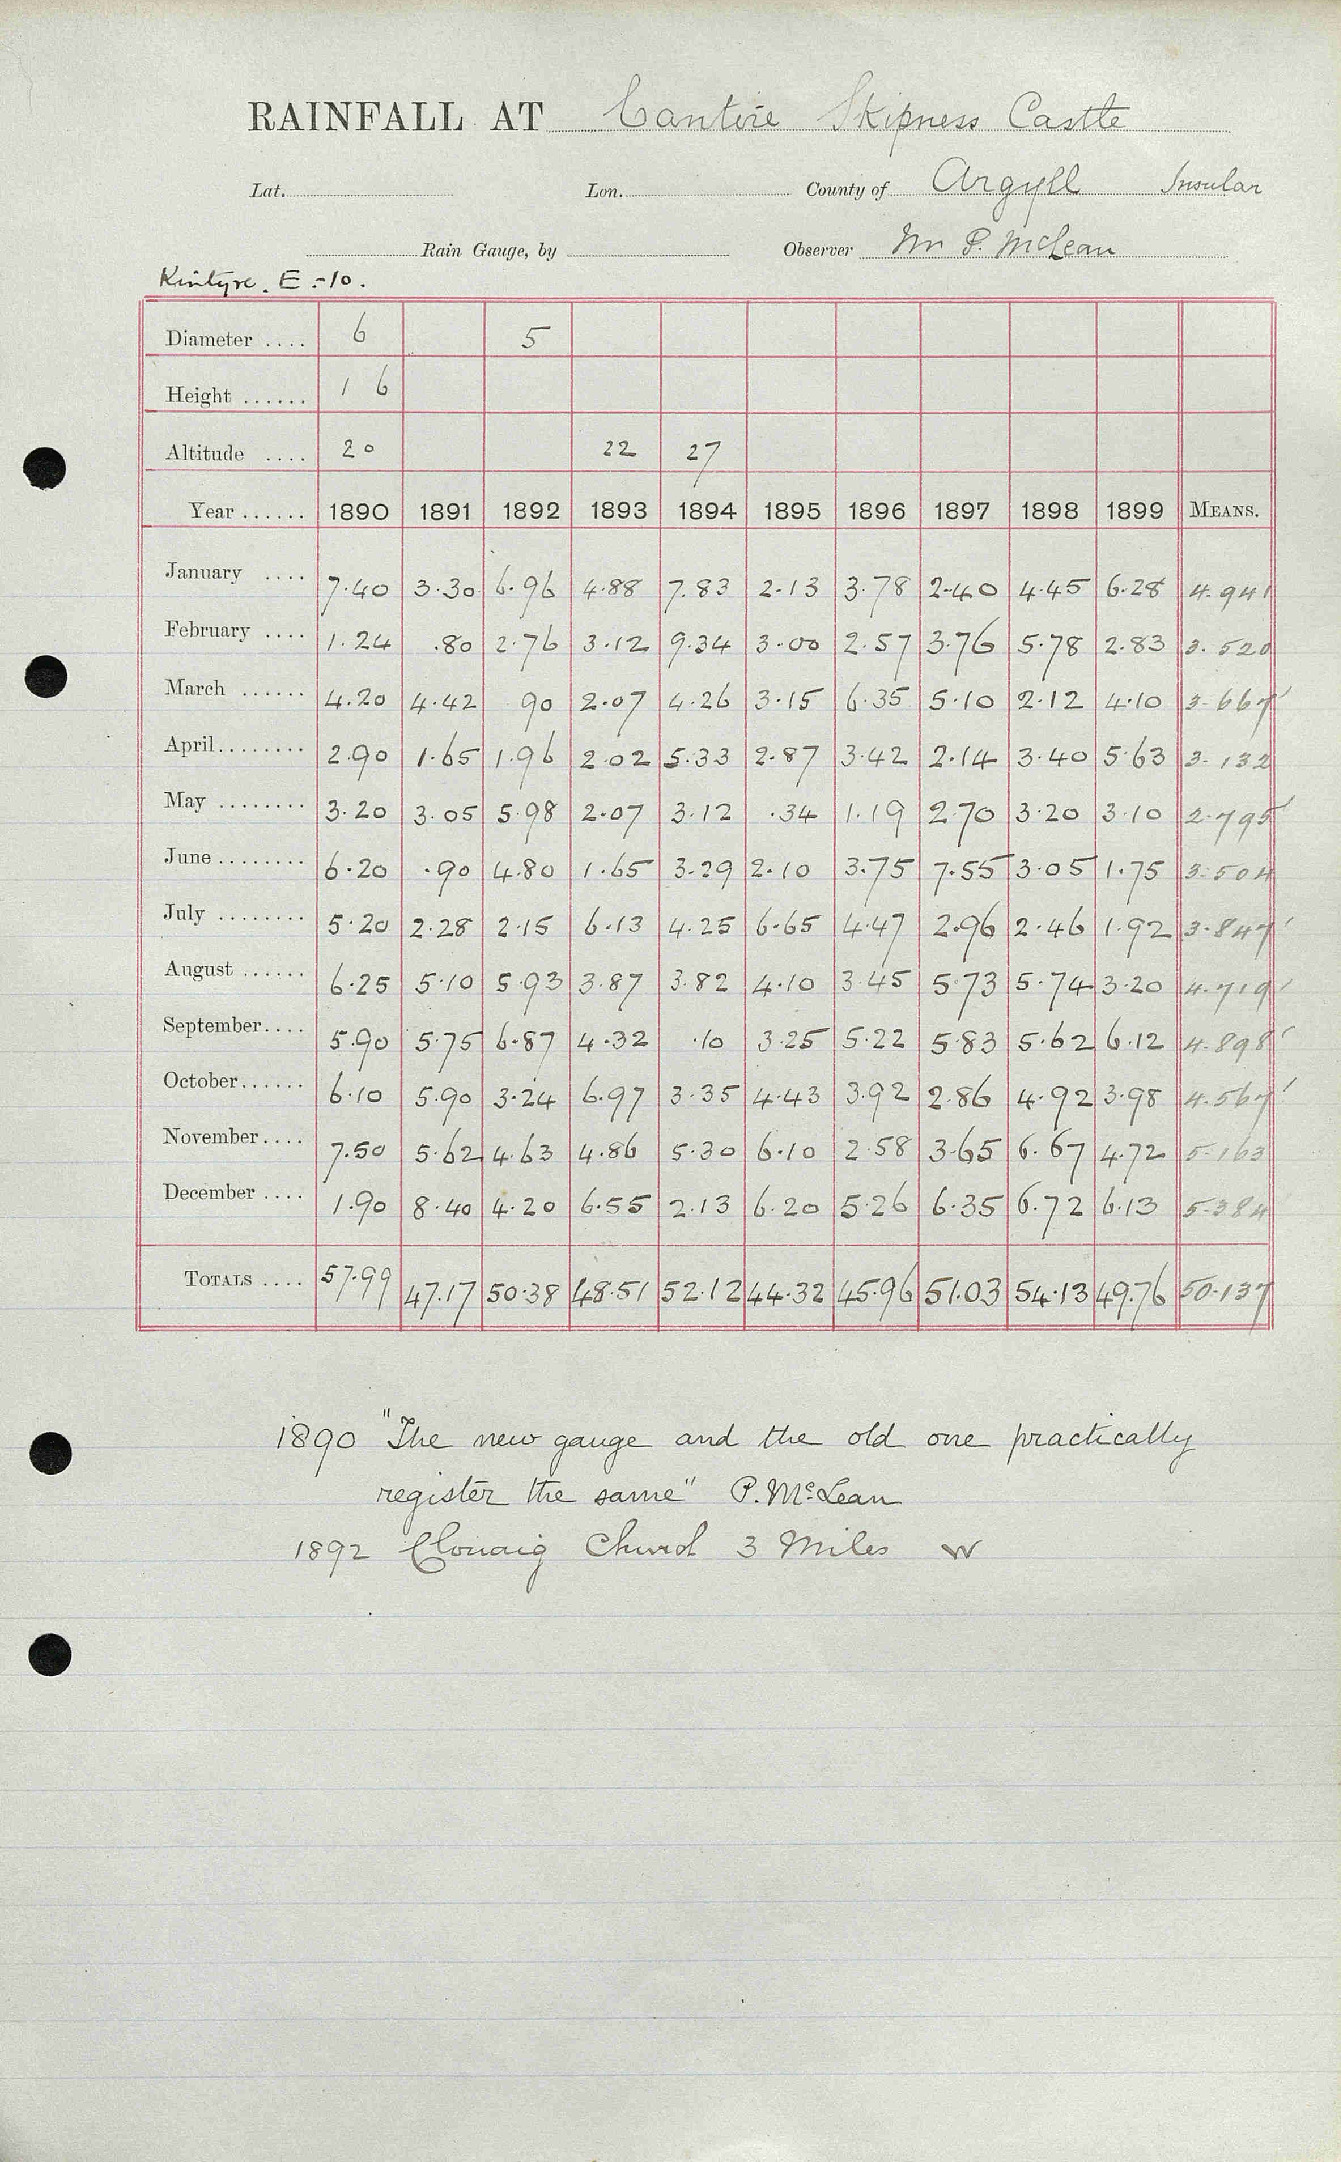 RAINFALL AT Cantire Skipness Castle
Lat. Lon. County of Argyll Insular
Rain Gauge, by Observer Mr P. McLean
Kintyre. E.-10.
Diameter .... 6 5
Height ...... 1 6
Altitude .... 20 22 27
Year ...... 1890 1891 1892 1893 1894 1895 1896 1897 1898 1899 MEANS.
January .... 7.40 3.30 6.96 4.88 7.83 2.13 3.78 2.40 4.45 6.28 4.941
February .... 1.24 .80 2.76 3.12 9.34 3.00 2.57 3.76 5.78 2.83 3.520
March ...... 4.20 4.42 90 2.07 4.26 3.15 6.35 5.10 2.12 4.10 3.667
April........ 2.90 1.65 1.96 2.02 5.33 2.87 3.42 2.14 3.40 5.63 3.132
May ........ 3.20 3.05 5.98 2.07 3.12 .34 1.19 2.70 3.20 3.10 2.795
June ........ 6.20 .90 4.80 1.65 3.29 2.10 3.75 7.55 3.05 1.75 3.504
July ........ 5.20 2.28 2.15 6.13 4.25 6.65 4.47 2.96 2.46 1.92 3.847
August ...... 6.25 5.10 5.93 3.87 3.82 4.10 3.45 5.73 5.74 3.20 4.719
September.... 5.90 5.75 6.87 4.32 .10 3.25 5.22 5.83 5.62 6.12 4.898
October...... 6.10 5.90 3.24 6.97 3.35 4.43 3.92 2.86 4.92 3.98 4.567
November.... 7.50 5.62 4.63 4.86 5.30 6.10 2.58 3.65 6.67 4.72 5.163
December .... 1.90 8.40 4.20 6.55 2.13 6.20 5.26 6.35 6.72 6.13 5.384
TOTALS .... 57.99 47.17 50.38 48.51 52.12 44.32 45.96 51.03 54.13 49.76 50.137
1890 "The new gauge and the old one practically
register the same" P. McLean
1892 Clonaig Church 3 Miles W